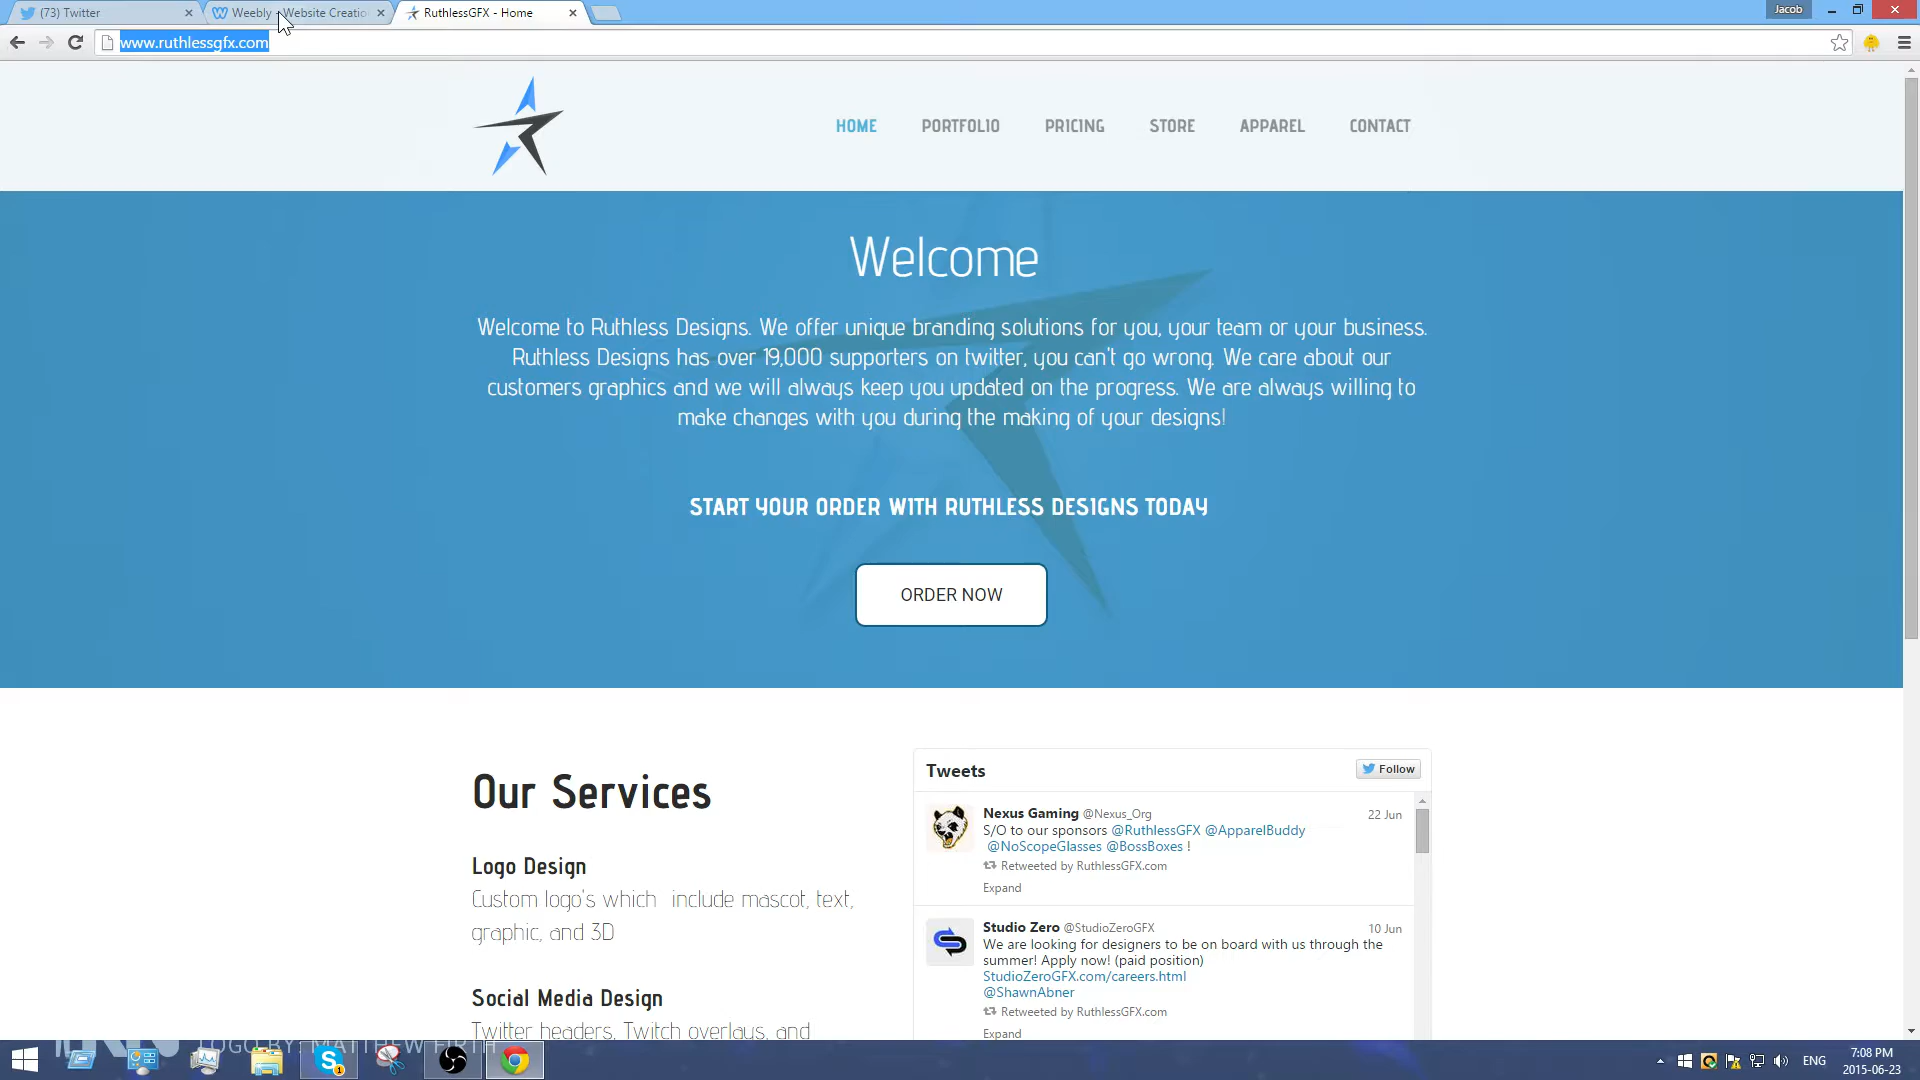 (73) Twitter
Weebly - Website Creatio
RuthlessGFX - Home
Jacob
www.ruthlessgfx.com
HOME
PORTFOLIO
PRICING
STORE
APPAREL
CONTACT
Welcome
Welcome to Ruthless Designs. We offer unique branding solutions for you, your team or your business.
Ruthless Designs has over 19,000 supporters on twitter, you can't go wrong. We care about our
customers graphics and we will always keep you updated on the progress. We are always willing to
make changes with you during the making of your designs!
START YOUR ORDER WITH RUTHLESS DESIGNS TODAY
ORDER NOW
Our Services
Logo Design
Custom logo's which include mascot, text,
graphic, and 3D
Social Media Design
Twitter headers, Twitch overlays, and
Tweets
Follow
Nexus Gaming @Nexus_Org
22 Jun
S/O to our sponsors @RuthlessGFX @ApparelBuddy
@NoScopeGlasses @BossBoxes !
Retweeted by RuthlessGFX.com
Expand
Studio Zero @StudioZeroGFX
10 Jun
We are looking for designers to be on board with us through the
summer! Apply now! (paid position)
StudioZeroGFX.com/careers.html
@ShawnAbner
Retweeted by RuthlessGFX.com
Expand
LOGO BY: MATTHEW FIRTH
1
ENG
7:08 PM
2015-06-23